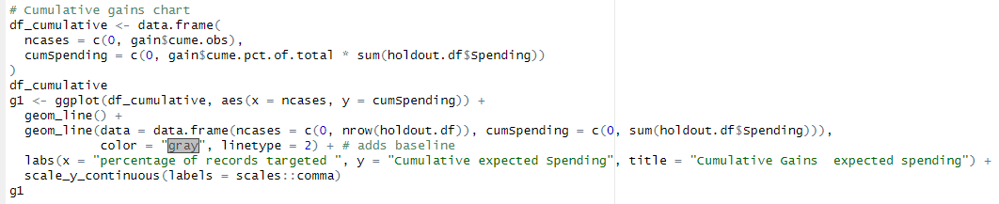 # Cumulative gains chart
df_cumulative <- data.frame(
  ncases = c(0, gain$cume.obs),
  cumSpending = c(0, gain$cume.pct.of.total * sum(holdout.df$Spending))
)
df_cumulative
g1 <- ggplot(df_cumulative, aes(x = ncases, y = cumSpending)) +
  geom_line() +
  geom_line(data = data.frame(ncases = c(0, nrow(holdout.df)), cumSpending = c(0, sum(holdout.df$Spending))),
            color = "gray", linetype = 2) + # adds baseline
  labs(x = "percentage of records targeted ", y = "Cumulative expected Spending", title = "Cumulative Gains  expected spending") +
  scale_y_continuous(labels = scales::comma)
g1